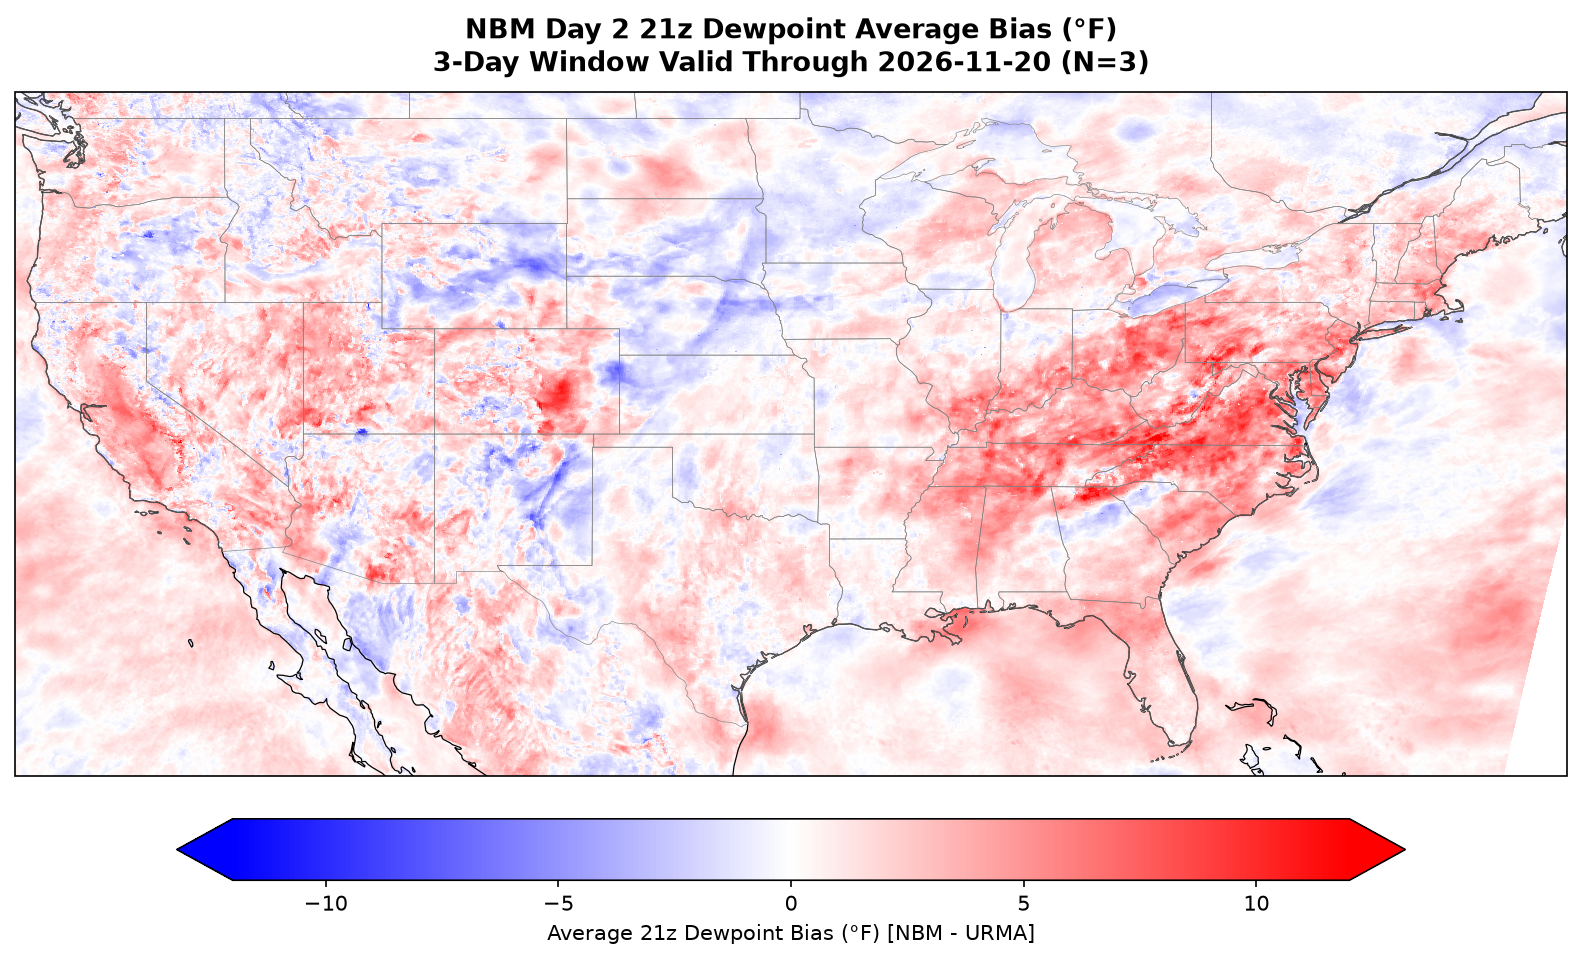 NBM Day 2 21z Dewpoint Average Bias (°F)
3-Day Window Valid Through 2026-11-20 (N=3)
−10 −5 0 5 10
Average 21z Dewpoint Bias (°F) [NBM - URMA]